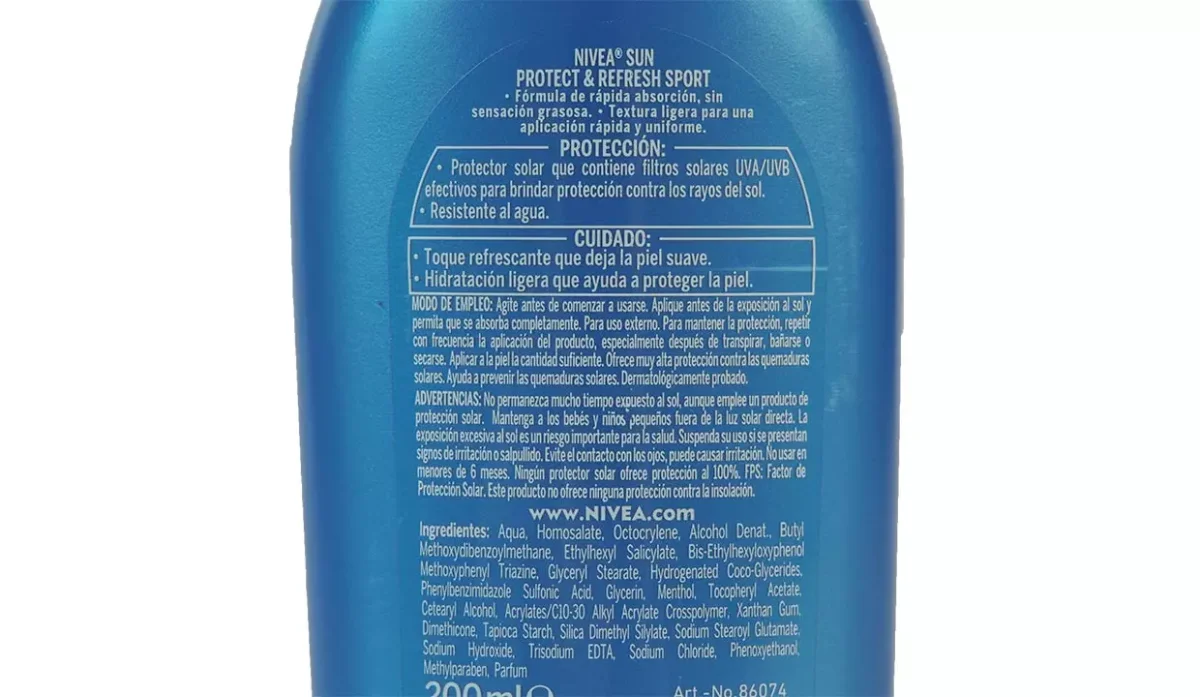 NIVEA® SUN
PROTECT & REFRESH SPORT
• Fórmula de rápida absorción, sin
sensación grasosa. • Textura ligera para una
aplicación rápida y uniforme.
PROTECCIÓN:
• Protector solar que contiene filtros solares UVA/UVB
efectivos para brindar protección contra los rayos del sol.
• Resistente al agua.
CUIDADO:
• Toque refrescante que deja la piel suave.
• Hidratación ligera que ayuda a proteger la piel.
MODO DE EMPLEO: Agite antes de comenzar a usarse. Aplique antes de la exposición al sol y
permita que se absorba completamente. Para uso externo. Para mantener la protección, repetir
con frecuencia la aplicación del producto, especialmente después de transpirar, bañarse o
secarse. Aplicar a la piel la cantidad suficiente. Ofrece muy alta protección contra las quemaduras
solares. Ayuda a prevenir las quemaduras solares. Dermatológicamente probado.
ADVERTENCIAS: No permanezca mucho tiempo expuesto al sol, aunque emplee un producto de
protección solar. Mantenga a los bebés y niños pequeños fuera de la luz solar directa. La
exposición excesiva al sol es un riesgo importante para la salud. Suspenda su uso si se presentan
signos de irritación o salpullido. Evite el contacto con los ojos, puede causar irritación. No usar en
menores de 6 meses. Ningún protector solar ofrece protección al 100%. FPS: Factor de
Protección Solar. Este producto no ofrece ninguna protección contra la insolación.
www.NIVEA.com
Ingredientes: Aqua, Homosalate, Octocrylene, Alcohol Denat., Butyl
Methoxydibenzoylmethane, Ethylhexyl Salicylate, Bis-Ethylhexyloxyphenol
Methoxyphenyl Triazine, Glyceryl Stearate, Hydrogenated Coco-Glycerides,
Phenylbenzimidazole Sulfonic Acid, Glycerin, Menthol, Tocopheryl Acetate,
Cetearyl Alcohol, Acrylates/C10-30 Alkyl Acrylate Crosspolymer, Xanthan Gum,
Dimethicone, Tapioca Starch, Silica Dimethyl Silylate, Sodium Stearoyl Glutamate,
Sodium Hydroxide, Trisodium EDTA, Sodium Chloride, Phenoxyethanol,
Methylparaben, Parfum
200 ml
Art.-No.86074